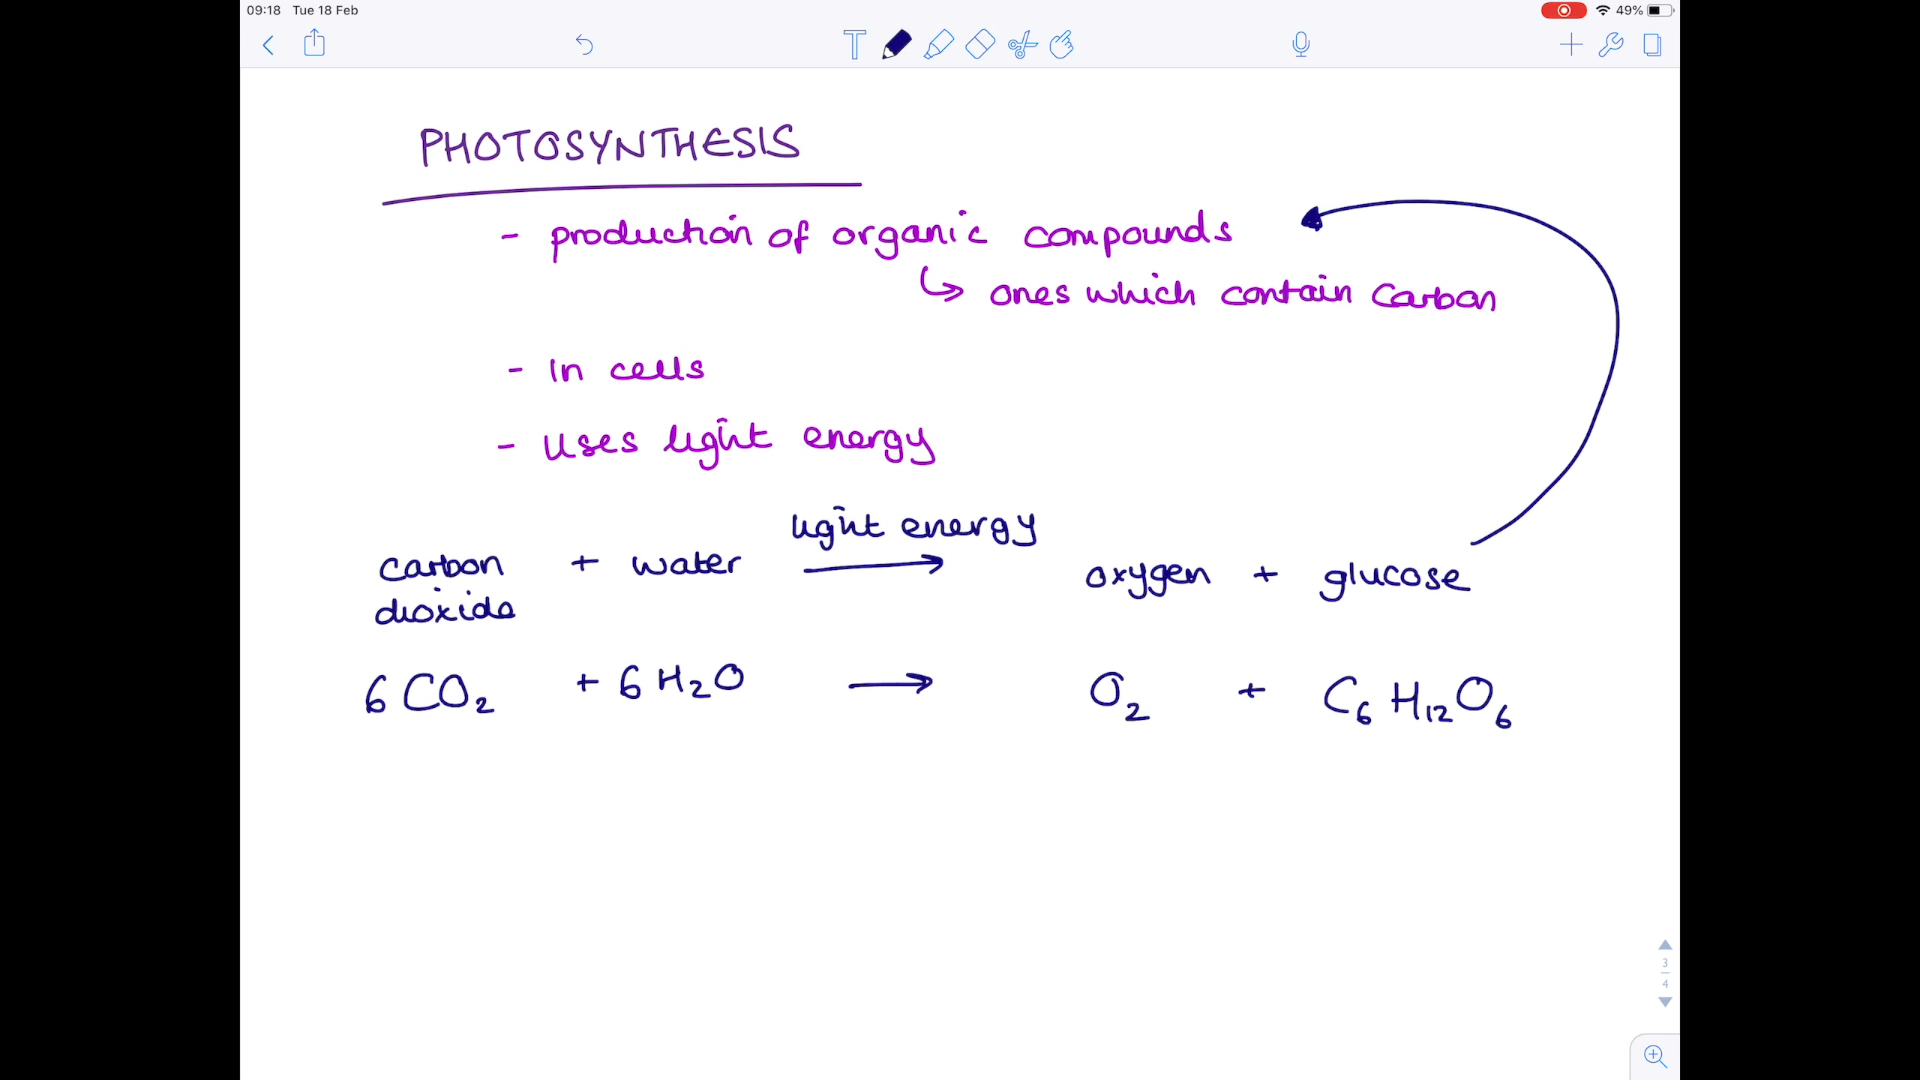 09:18 Tue 18 Feb
49%
T
PHOTOSYNTHESIS
- production of organic compounds
↳ ones which contain carbon
- In cells
- Uses light energy
light energy
carbon + water → oxygen + glucose
dioxide
6 CO₂ + 6 H₂O → O₂ + C₆ H₁₂ O₆
3
4